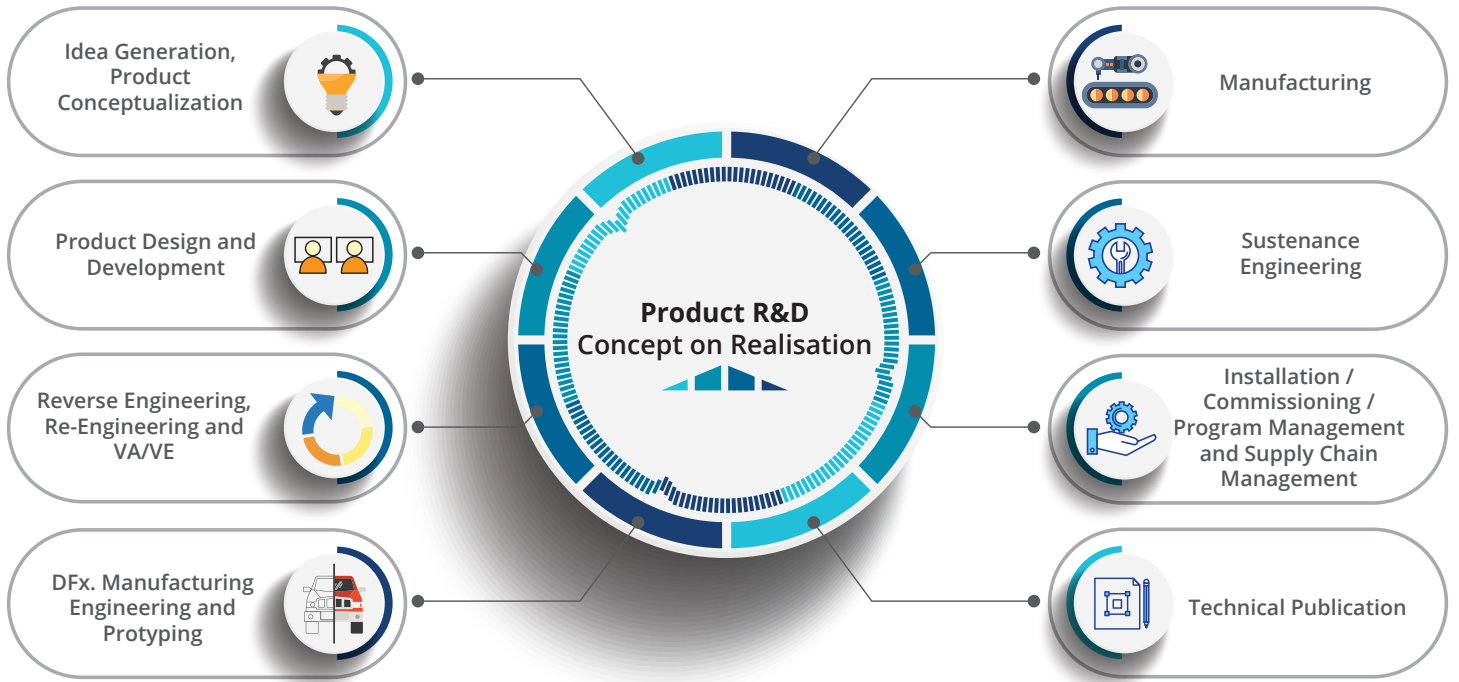 Idea Generation,
Product
Conceptualization
Product Design and
Development
Reverse Engineering,
Re-Engineering and
VA/VE
DFx. Manufacturing
Engineering and
Protyping
Product R&D
Concept on Realisation
Manufacturing
Sustenance
Engineering
Installation /
Commissioning /
Program Management
and Supply Chain
Management
Technical Publication